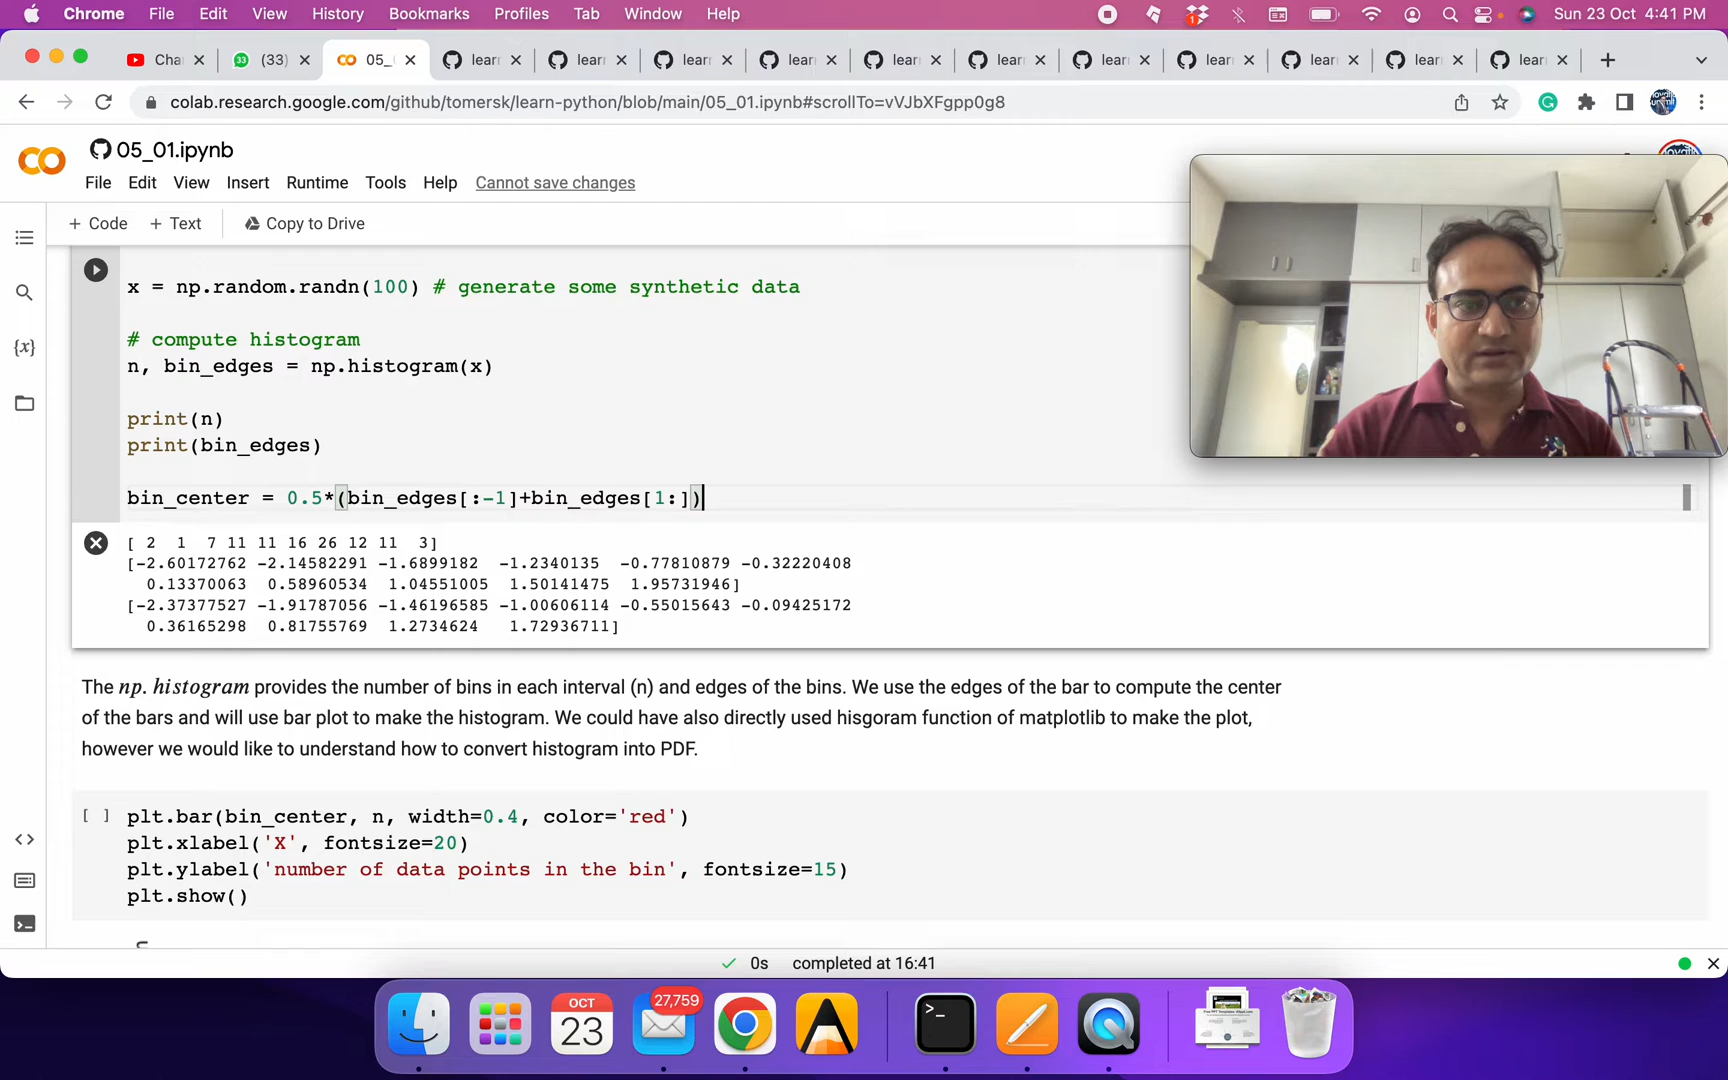 Chrome File Edit View History Bookmarks Profiles Tab Window Help Sun 23 Oct 4:41 PM
Cha (33) 05_ learn learn learn learn learn learn learn learn learn learn learn
colab.research.google.com/github/tomersk/learn-python/blob/main/05_01.ipynb#scrollTo=vVJbXFgpp0g8
05_01.ipynb
File Edit View Insert Runtime Tools Help Cannot save changes
+ Code + Text Copy to Drive
x = np.random.randn(100) # generate some synthetic data
# compute histogram
n, bin_edges = np.histogram(x)
print(n)
print(bin_edges)
bin_center = 0.5*(bin_edges[:-1]+bin_edges[1:])
[ 2 1 7 11 11 16 26 12 11 3]
[-2.60172762 -2.14582291 -1.6899182 -1.2340135 -0.77810879 -0.32220408
0.13370063 0.58960534 1.04551005 1.50141475 1.95731946]
[-2.37377527 -1.91787056 -1.46196585 -1.00606114 -0.55015643 -0.09425172
0.36165298 0.81755769 1.2734624 1.72936711]
The np. histogram provides the number of bins in each interval (n) and edges of the bins. We use the edges of the bar to compute the center
of the bars and will use bar plot to make the histogram. We could have also directly used hisgoram function of matplotlib to make the plot,
however we would like to understand how to convert histogram into PDF.
[ ] plt.bar(bin_center, n, width=0.4, color='red')
plt.xlabel('X', fontsize=20)
plt.ylabel('number of data points in the bin', fontsize=15)
plt.show()
0s completed at 16:41
OCT
23
27,759